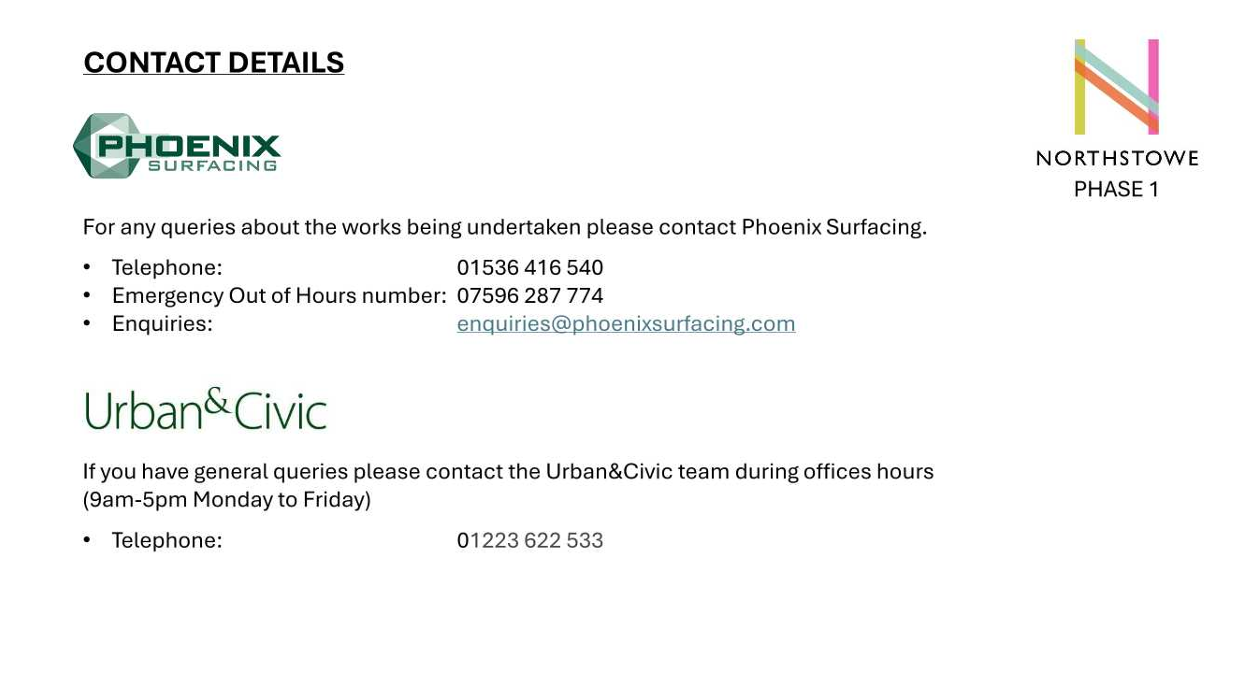 CONTACT DETAILS
PHOENIX
SURFACING
NORTHSTOWE
PHASE 1
For any queries about the works being undertaken please contact Phoenix Surfacing.
• Telephone: 01536 416 540
• Emergency Out of Hours number: 07596 287 774
• Enquiries: enquiries@phoenixsurfacing.com
Urban&Civic
If you have general queries please contact the Urban&Civic team during offices hours
(9am-5pm Monday to Friday)
• Telephone: 01223 622 533